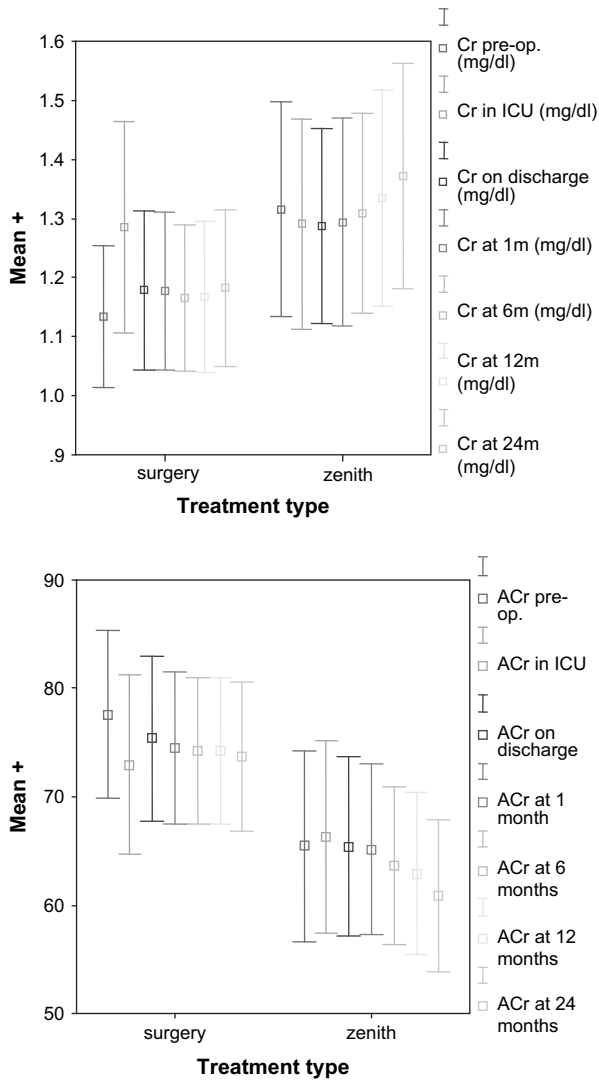 1.6
1.5
1.4
1.3
1.2
1.1
1.0
.9
Mean +
surgery
zenith
Treatment type
Cr pre-op.
(mg/dl)
Cr in ICU (mg/dl)
Cr on discharge
(mg/dl)
Cr at 1m (mg/dl)
Cr at 6m (mg/dl)
Cr at 12m
(mg/dl)
Cr at 24m
(mg/dl)
90
80
70
60
50
Mean +
surgery
zenith
Treatment type
ACr pre-
op.
ACr in ICU
ACr on
discharge
ACr at 1
month
ACr at 6
months
ACr at 12
months
ACr at 24
months